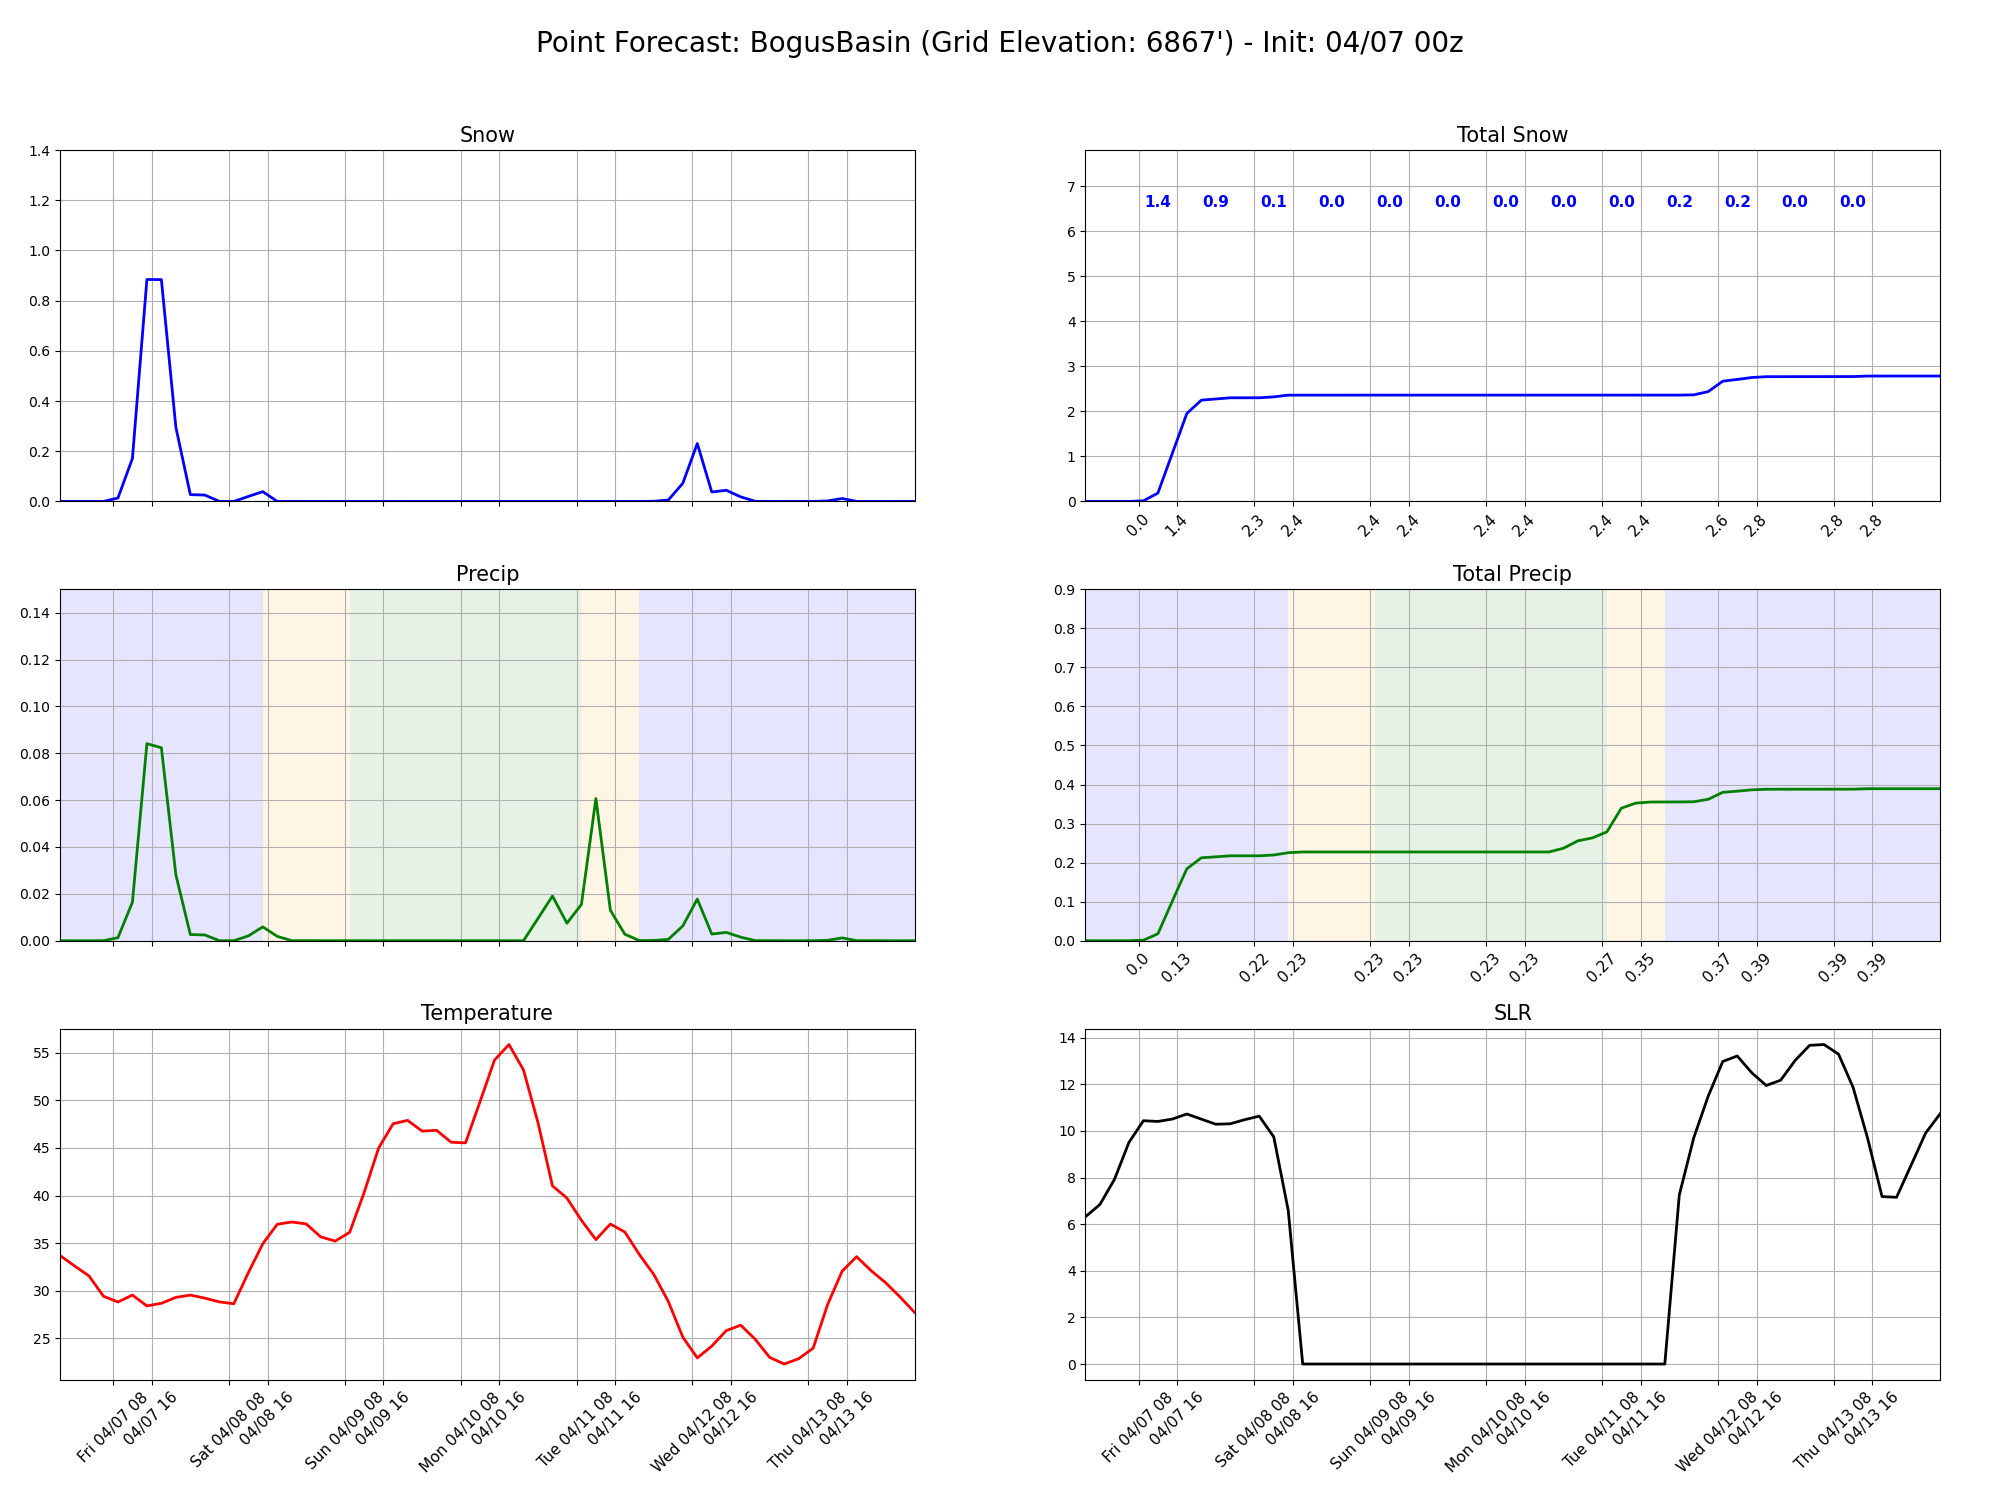 Point Forecast: BogusBasin (Grid Elevation: 6867') - Init: 04/07 00z
Snow
1.4
1.2
1.0
0.8
0.6
0.4
0.2
0.0
Total Snow
7
6
5
4
3
2
1
0
1.4 0.9 0.1 0.0 0.0 0.0 0.0 0.0 0.0 0.2 0.2 0.0 0.0
0.0 1.4 2.3 2.4 2.4 2.4 2.4 2.4 2.4 2.4 2.6 2.8 2.8 2.8
Precip
0.14
0.12
0.10
0.08
0.06
0.04
0.02
0.00
Total Precip
0.9
0.8
0.7
0.6
0.5
0.4
0.3
0.2
0.1
0.0
0.0 0.13 0.22 0.23 0.23 0.23 0.23 0.23 0.27 0.35 0.37 0.39 0.39 0.39
Temperature
55
50
45
40
35
30
25
Fri 04/07 08
04/07 16
Sat 04/08 08
04/08 16
Sun 04/09 08
04/09 16
Mon 04/10 08
04/10 16
Tue 04/11 08
04/11 16
Wed 04/12 08
04/12 16
Thu 04/13 08
04/13 16
SLR
14
12
10
8
6
4
2
0
Fri 04/07 08
04/07 16
Sat 04/08 08
04/08 16
Sun 04/09 08
04/09 16
Mon 04/10 08
04/10 16
Tue 04/11 08
04/11 16
Wed 04/12 08
04/12 16
Thu 04/13 08
04/13 16